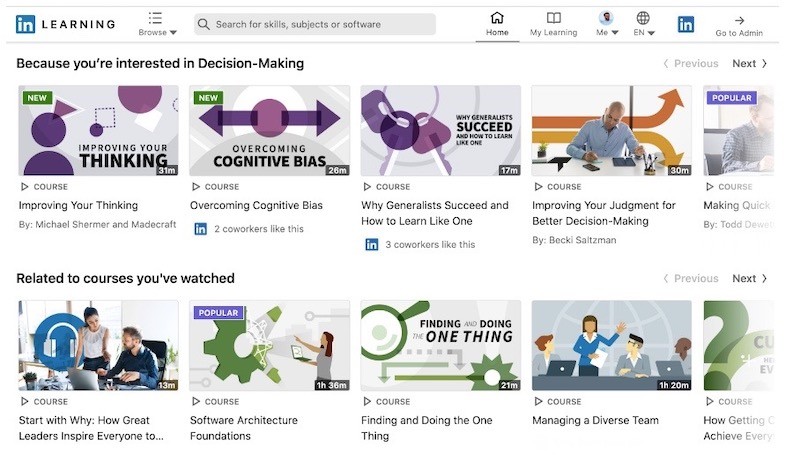 in LEARNING
Browse
Search for skills, subjects or software
Home
My Learning
Me
EN
in
Go to Admin
Because you’re interested in Decision-Making
Previous
Next
NEW
IMPROVING YOUR
THINKING
31m
NEW
OVERCOMING
COGNITIVE BIAS
26m
WHY GENERALISTS
SUCCEED
AND HOW TO LEARN
LIKE ONE
17m
30m
POPULAR
COURSE
Improving Your Thinking
By: Michael Shermer and Madecraft
COURSE
Overcoming Cognitive Bias
in 2 coworkers like this
COURSE
Why Generalists Succeed and
How to Learn Like One
in 3 coworkers like this
COURSE
Improving Your Judgment for
Better Decision-Making
By: Becki Saltzman
COURSE
Making Quick
By: Todd Dewe
Related to courses you've watched
Previous
Next
13m
POPULAR
1h 36m
FINDING AND DOING
THE ONE THING
21m
1h 20m
COURSE
Start with Why: How Great
Leaders Inspire Everyone to...
COURSE
Software Architecture
Foundations
COURSE
Finding and Doing the One
Thing
COURSE
Managing a Diverse Team
COURSE
How Getting
Achieve Every